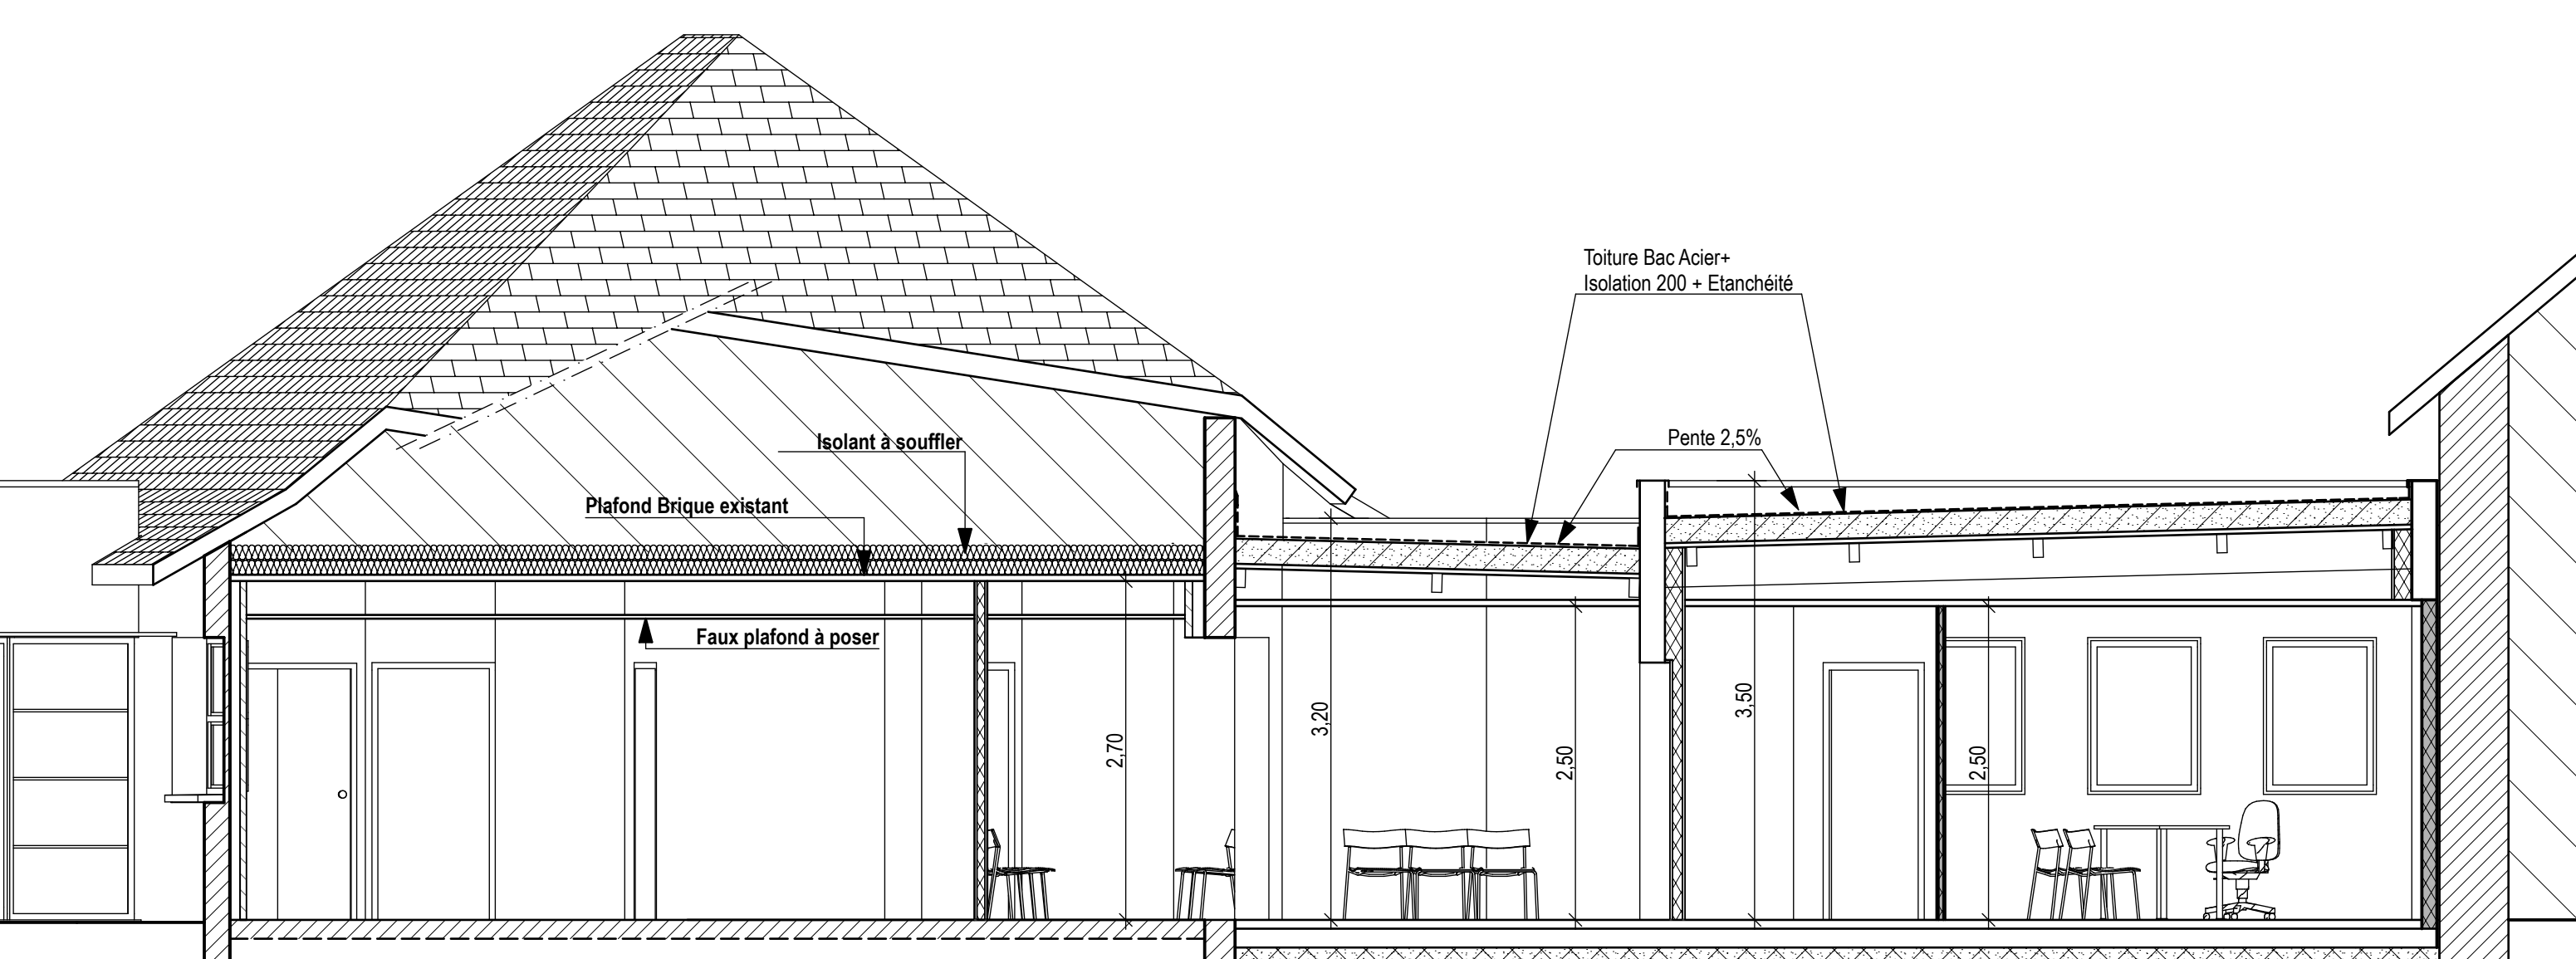 Toiture Bac Acier+
Isolation 200 + Etanchéité
Pente 2,5%
Isolant à souffler
Plafond Brique existant
Faux plafond à poser
2,70
3,20
2,50
3,50
2,50